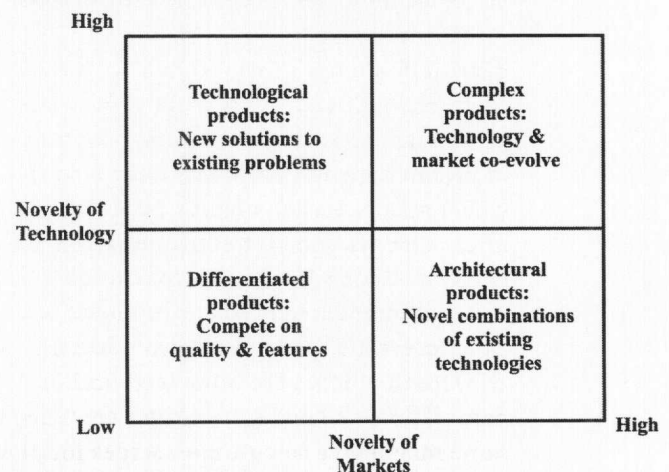 High
Technological
products:
New solutions to
existing problems
Complex
products:
Technology &
market co-evolve
Novelty of
Technology
Differentiated
products:
Compete on
quality & features
Architectural
products:
Novel combinations
of existing
technologies
Low
High
Novelty of
Markets